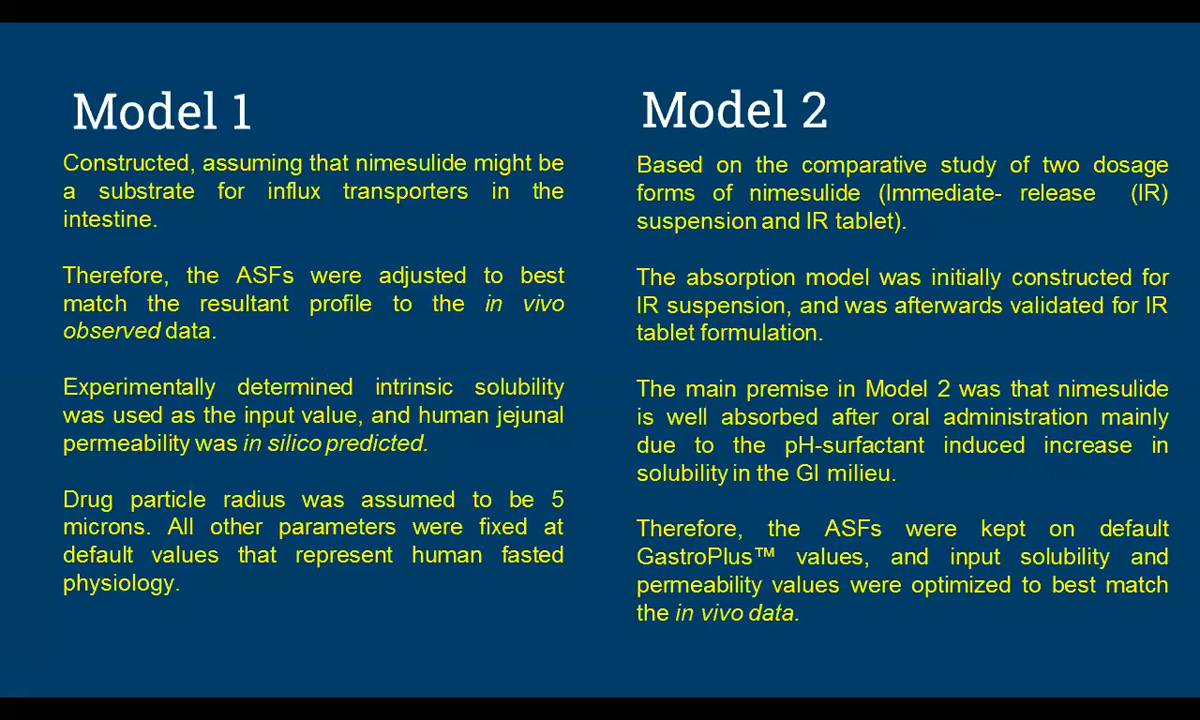 Model 1
Constructed, assuming that nimesulide might be
a substrate for influx transporters in the
intestine.
Therefore, the ASFs were adjusted to best
match the resultant profile to the in vivo
observed data.
Experimentally determined intrinsic solubility
was used as the input value, and human jejunal
permeability was in silico predicted.
Drug particle radius was assumed to be 5
microns. All other parameters were fixed at
default values that represent human fasted
physiology.
Model 2
Based on the comparative study of two dosage
forms of nimesulide (Immediate- release (IR)
suspension and IR tablet).
The absorption model was initially constructed for
IR suspension, and was afterwards validated for IR
tablet formulation.
The main premise in Model 2 was that nimesulide
is well absorbed after oral administration mainly
due to the pH-surfactant induced increase in
solubility in the GI milieu.
Therefore, the ASFs were kept on default
GastroPlus™ values, and input solubility and
permeability values were optimized to best match
the in vivo data.